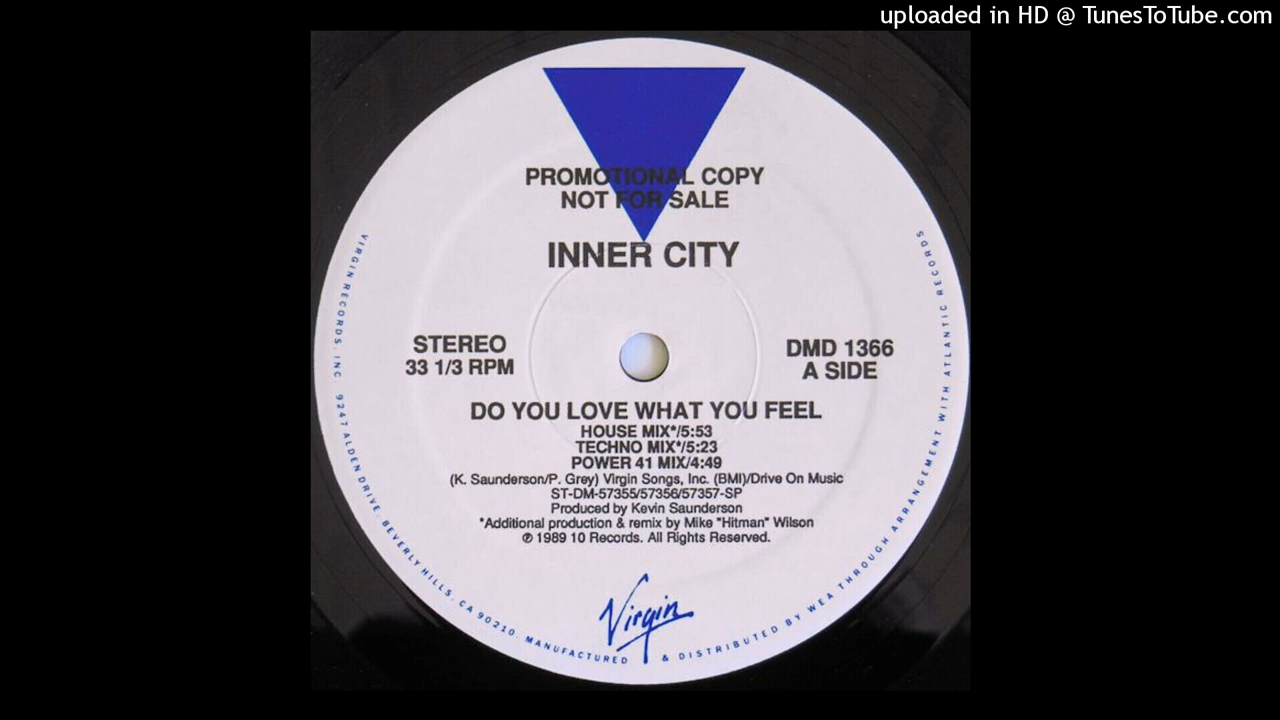 uploaded in HD @ TunesToTube.com
PROMOTIONAL COPY
NOT FOR SALE
INNER CITY
STEREO
33 1/3 RPM
DMD 1366
A SIDE
DO YOU LOVE WHAT YOU FEEL
HOUSE MIX*/5:53
TECHNO MIX*/5:23
POWER 41 MIX/4:49
(K. Saunderson/P. Grey) Virgin Songs, Inc. (BMI)/Drive On Music
ST-DM-57355/57356/57357-SP
Produced by Kevin Saunderson
*Additional production & remix by Mike "Hitman" Wilson
℗ 1989 10 Records. All Rights Reserved.
Virgin
VIRGIN RECORDS, INC. 9247 ALDEN DRIVE, BEVERLY HILLS, CA 90210. MANUFACTURED & DISTRIBUTED BY WEA THROUGH ARRANGEMENT WITH ATLANTIC RECORDS